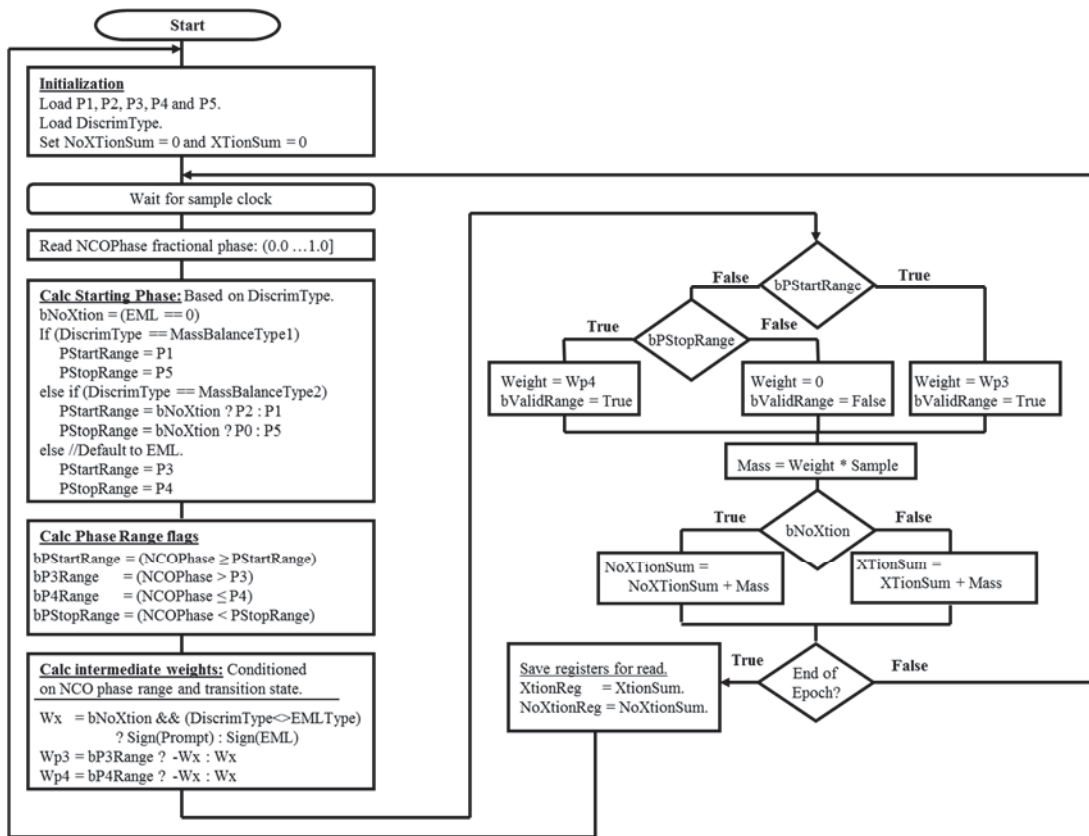 Start
Initialization
Load P1, P2, P3, P4 and P5.
Load DiscrimType.
Set NoXTionSum = 0 and XTionSum = 0
Wait for sample clock
Read NCOPhase fractional phase: (0.0 …1.0]
Calc Starting Phase: Based on DiscrimType.
bNoXtion = (EML == 0)
If (DiscrimType == MassBalanceType1)
PStartRange = P1
PStopRange = P5
else if (DiscrimType == MassBalanceType2)
PStartRange = bNoXtion ? P2 : P1
PStopRange = bNoXtion ? P0 : P5
else //Default to EML.
PStartRange = P3
PStopRange = P4
Calc Phase Range flags
bPStartRange = (NCOPhase ≥ PStartRange)
bP3Range = (NCOPhase > P3)
bP4Range = (NCOPhase ≤ P4)
bPStopRange = (NCOPhase < PStopRange)
Calc intermediate weights: Conditioned
on NCO phase range and transition state.
Wx = bNoXtion && (DiscrimType<>EMLType)
? Sign(Prompt) : Sign(EML)
Wp3 = bP3Range ? -Wx : Wx
Wp4 = bP4Range ? -Wx : Wx
bPStartRange
False
True
bPStopRange
True
False
Weight = Wp4
bValidRange = True
Weight = 0
bValidRange = False
Weight = Wp3
bValidRange = True
Mass = Weight * Sample
bNoXtion
True
False
NoXTionSum =
NoXTionSum + Mass
XTionSum =
XTionSum + Mass
End of
Epoch?
True
False
Save registers for read.
XtionReg = XtionSum.
NoXtionReg = NoXtionSum.